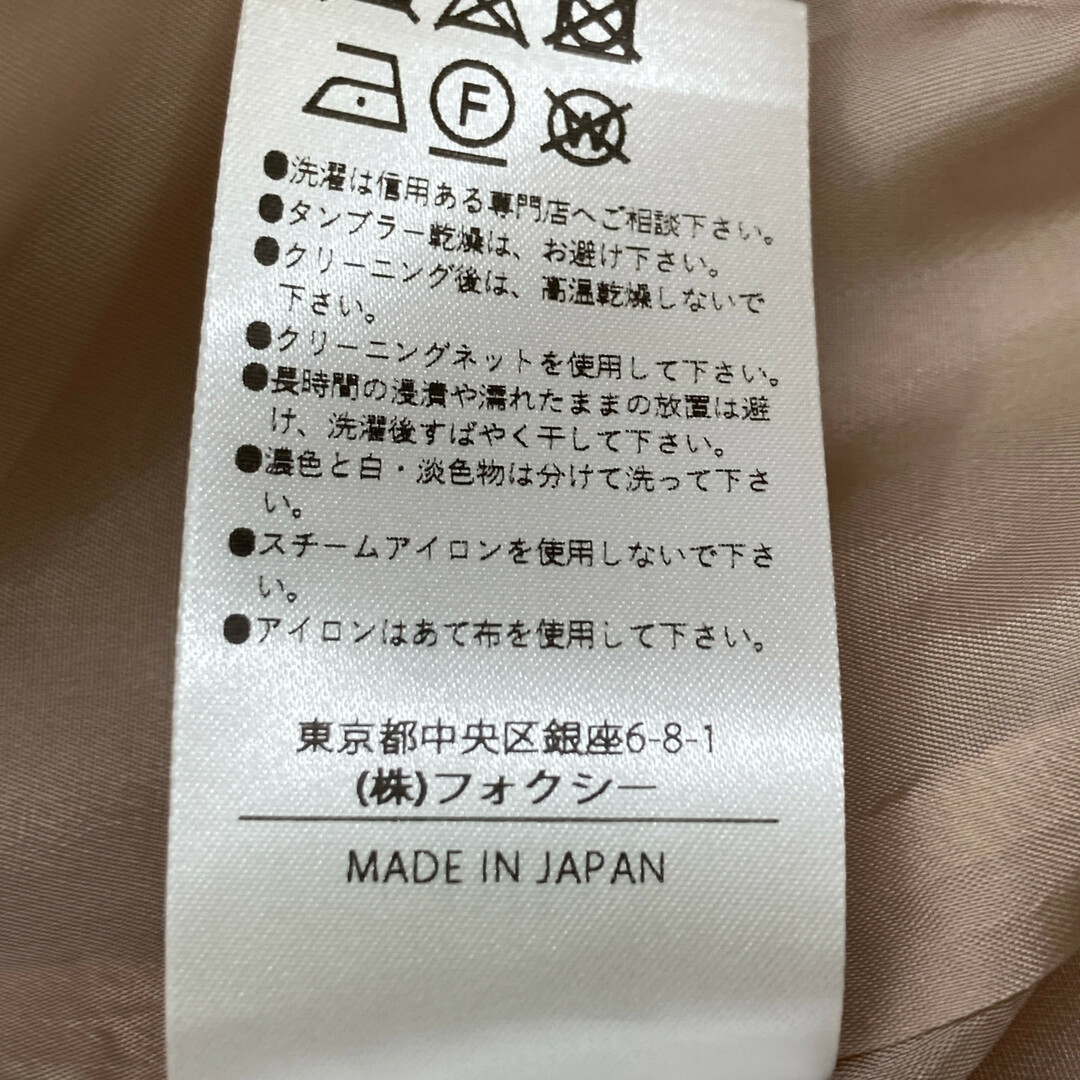 F W
●洗濯は信用ある専門店へご相談下さい。
●タンブラー乾燥は、お避け下さい。
●クリーニング後は、高温乾燥しないで
下さい。
●クリーニングネットを使用して下さい。
●長時間の浸漬や濡れたままの放置は避
け、洗濯後すばやく干して下さい。
●濃色と白・淡色物は分けて洗って下さ
い。
●スチームアイロンを使用しないで下さ
い。
●アイロンはあて布を使用して下さい。
東京都中央区銀座6-8-1
(株)フォクシー
MADE IN JAPAN